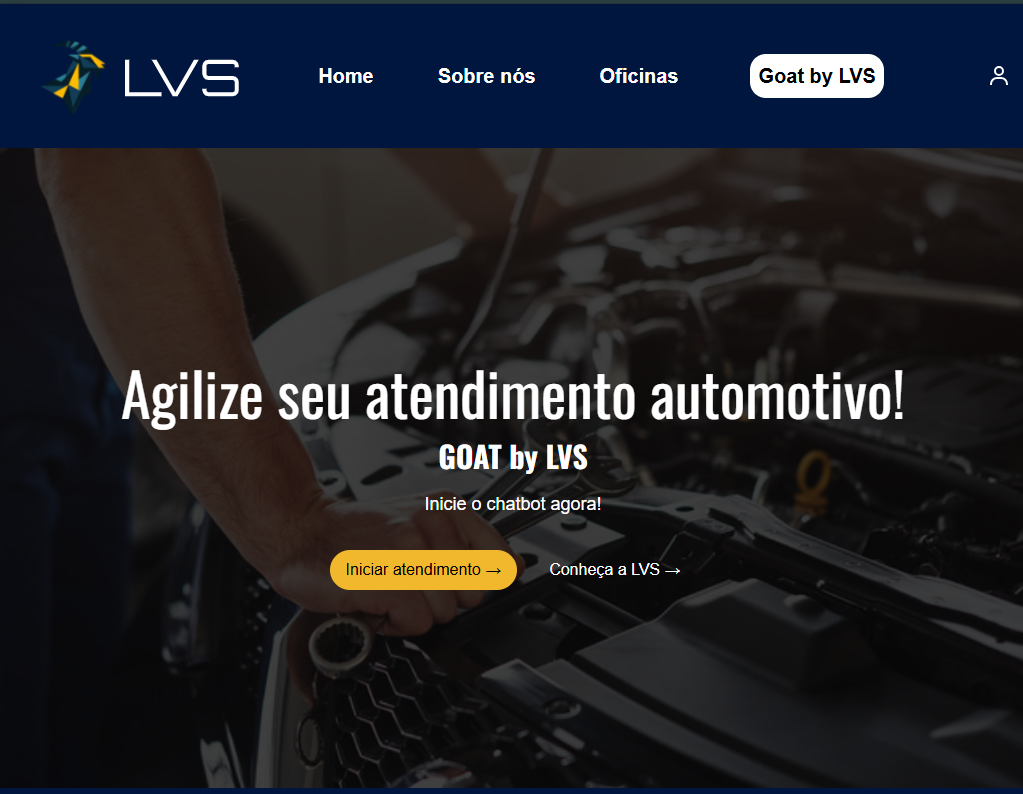 LVS
Home
Sobre nós
Oficinas
Goat by LVS
Agilize seu atendimento automotivo!
GOAT by LVS
Inicie o chatbot agora!
Iniciar atendimento →
Conheça a LVS →